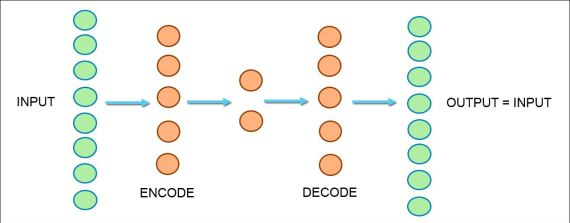 INPUT
OUTPUT = INPUT
ENCODE
DECODE